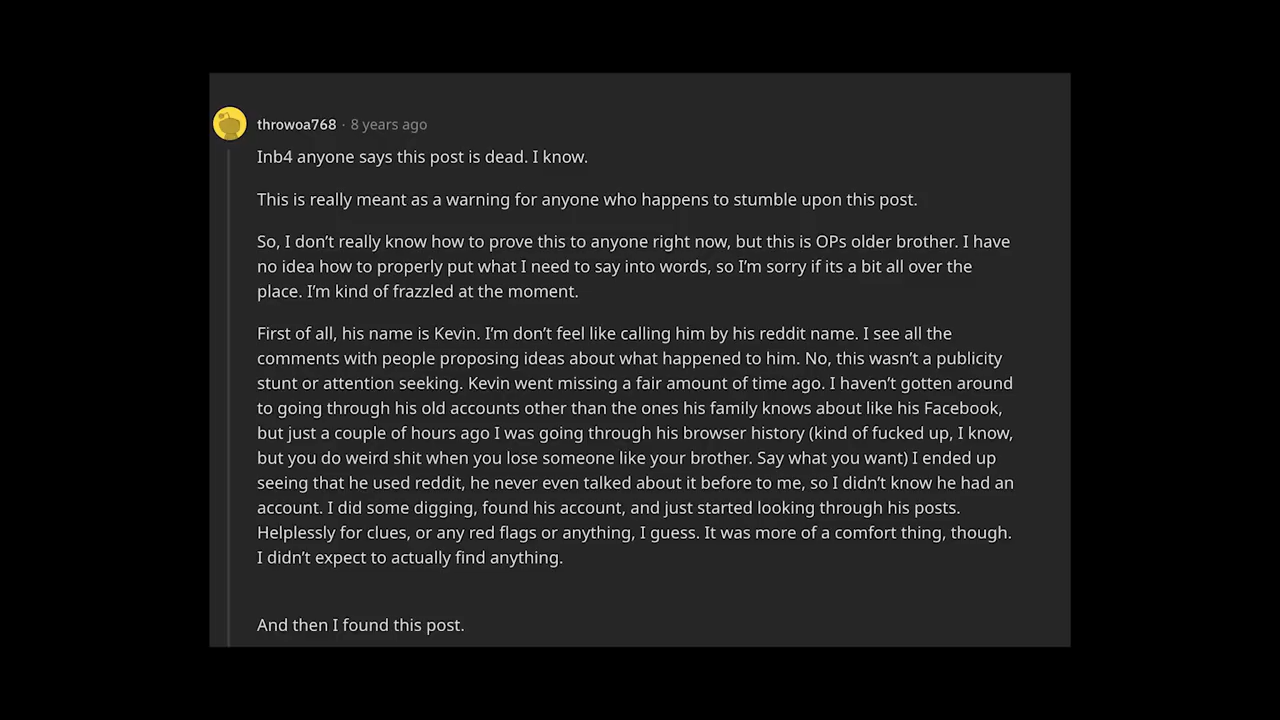 throwoa768 · 8 years ago
Inb4 anyone says this post is dead. I know.
This is really meant as a warning for anyone who happens to stumble upon this post.
So, I don’t really know how to prove this to anyone right now, but this is OPs older brother. I have
no idea how to properly put what I need to say into words, so I’m sorry if its a bit all over the
place. I’m kind of frazzled at the moment.
First of all, his name is Kevin. I’m don’t feel like calling him by his reddit name. I see all the
comments with people proposing ideas about what happened to him. No, this wasn’t a publicity
stunt or attention seeking. Kevin went missing a fair amount of time ago. I haven’t gotten around
to going through his old accounts other than the ones his family knows about like his Facebook,
but just a couple of hours ago I was going through his browser history (kind of fucked up, I know,
but you do weird shit when you lose someone like your brother. Say what you want) I ended up
seeing that he used reddit, he never even talked about it before to me, so I didn’t know he had an
account. I did some digging, found his account, and just started looking through his posts.
Helplessly for clues, or any red flags or anything, I guess. It was more of a comfort thing, though.
I didn’t expect to actually find anything.
And then I found this post.